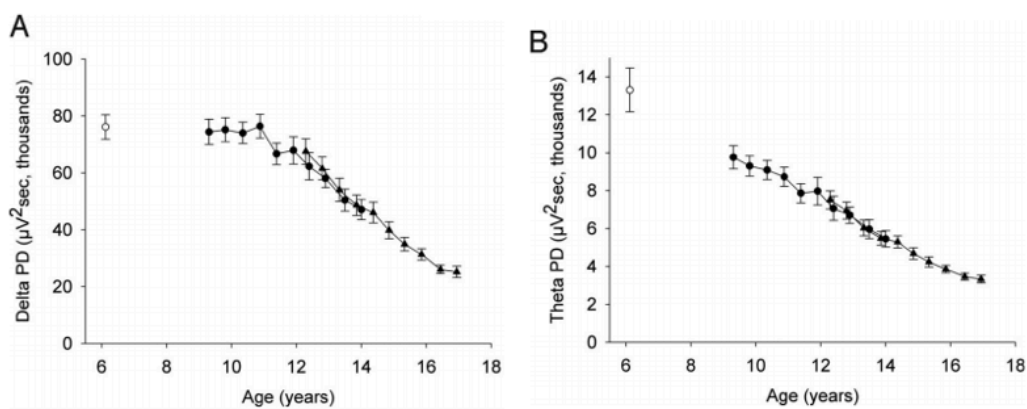 A
100
80
60
40
20
0
Delta PD (µV²sec, thousands)
6 8 10 12 14 16 18
Age (years)
B
14
12
10
8
6
4
2
0
Theta PD (µV²sec, thousands)
6 8 10 12 14 16 18
Age (years)